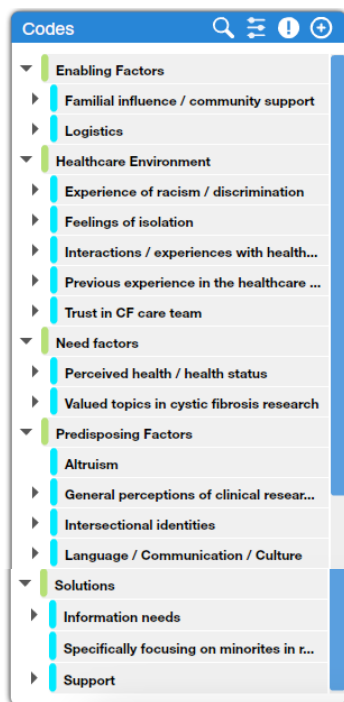 Codes
Enabling Factors
Familial influence / community support
Logistics
Healthcare Environment
Experience of racism / discrimination
Feelings of isolation
Interactions / experiences with health...
Previous experience in the healthcare ...
Trust in CF care team
Need factors
Perceived health / health status
Valued topics in cystic fibrosis research
Predisposing Factors
Altruism
General perceptions of clinical resear...
Intersectional identities
Language / Communication / Culture
Solutions
Information needs
Specifically focusing on minorites in r...
Support